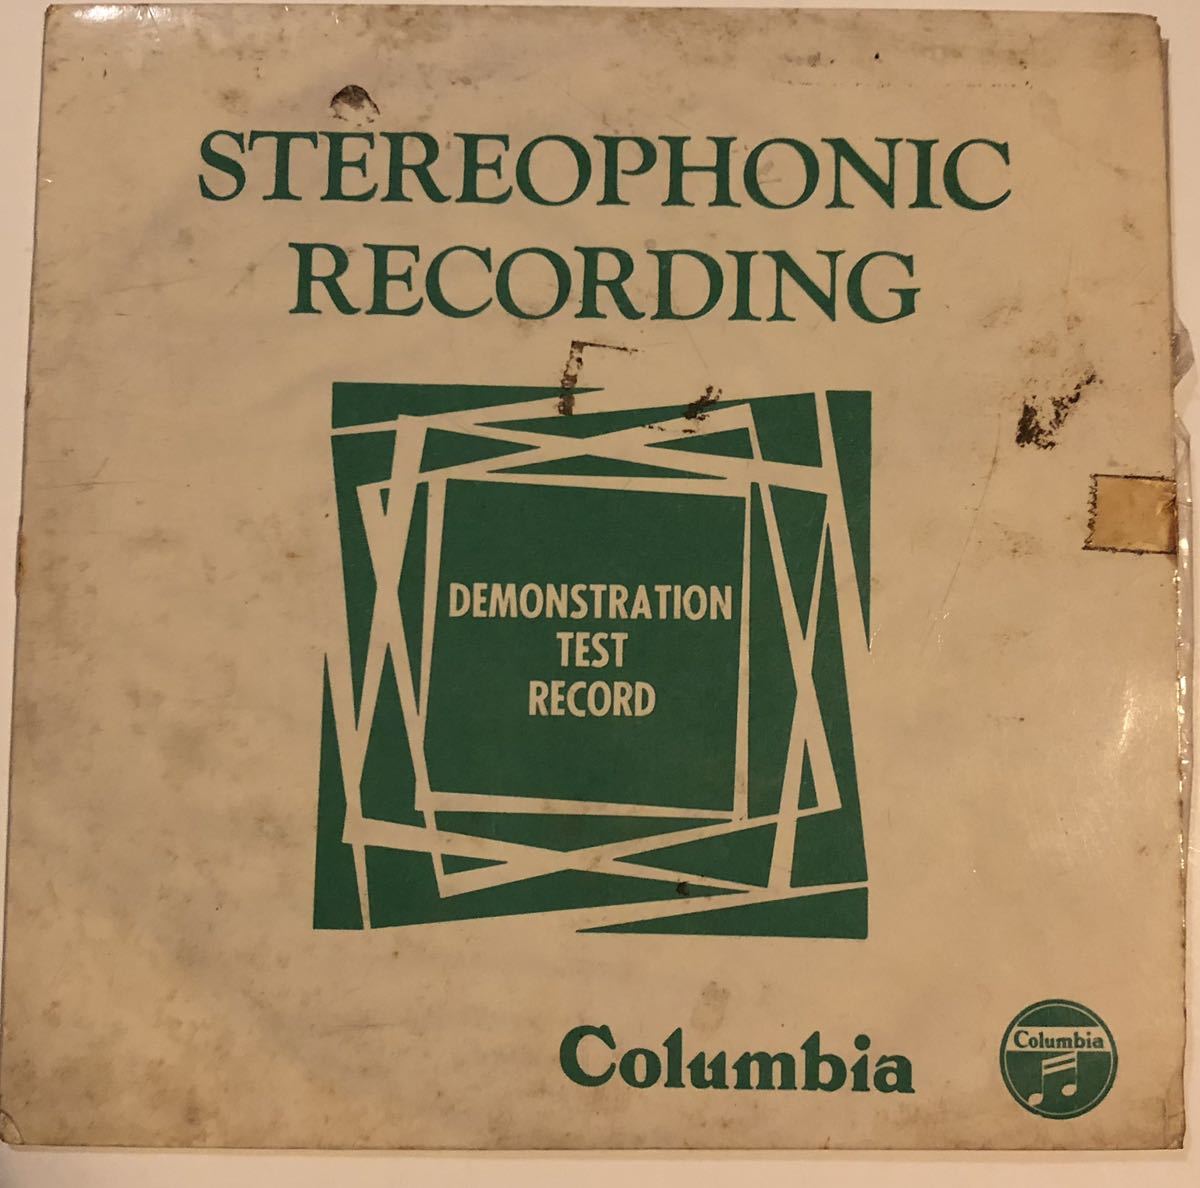 STEREOPHONIC
RECORDING
DEMONSTRATION
TEST
RECORD
Columbia
Columbia